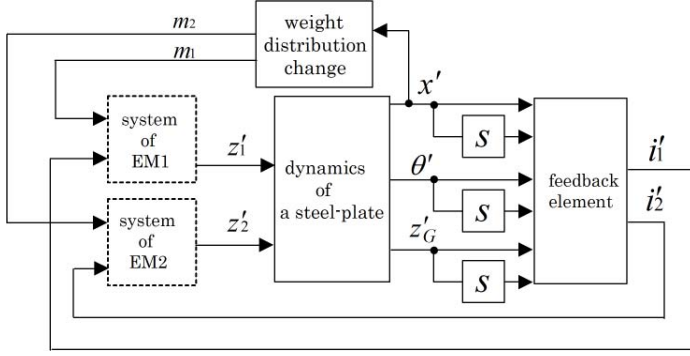 m₂
m₁
weight
distribution
change
x′
system
of
EM1
z′₁
dynamics
of
a steel-plate
S
θ′
feedback
element
i′₁
i′₂
system
of
EM2
z′₂
S
z′G
S